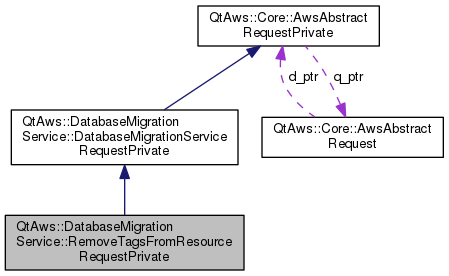 QtAws::Core::AwsAbstract
RequestPrivate
d_ptr
q_ptr
QtAws::DatabaseMigration
Service::DatabaseMigrationService
RequestPrivate
QtAws::Core::AwsAbstract
Request
QtAws::DatabaseMigration
Service::RemoveTagsFromResource
RequestPrivate